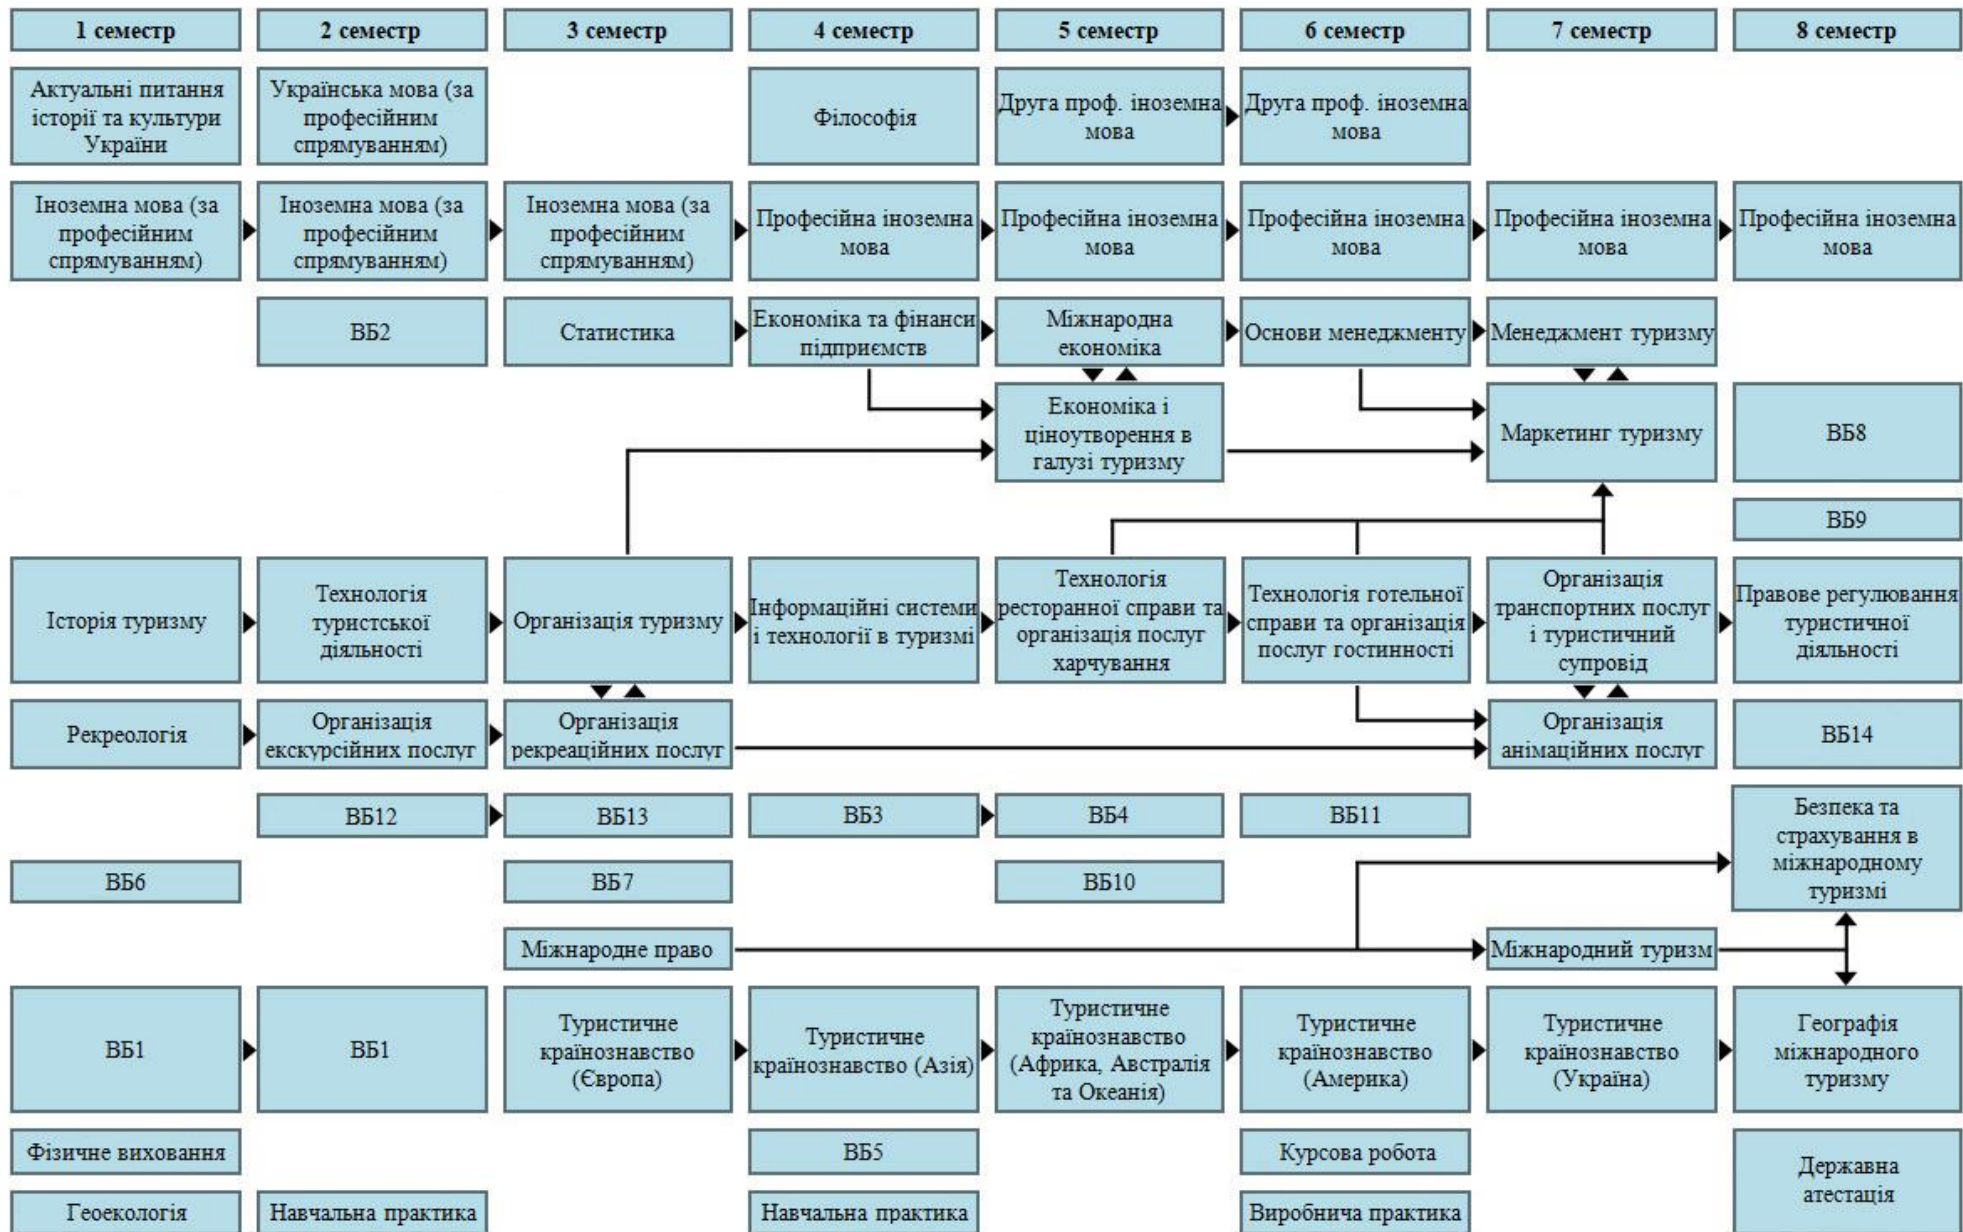 1 семестр
2 семестр
3 семестр
4 семестр
5 семестр
6 семестр
7 семестр
8 семестр
Актуальні питання
історії та культури
України
Українська мова (за
професійним
спрямуванням)
Філософія
Друга проф. іноземна
мова
Друга проф. іноземна
мова
Іноземна мова (за
професійним
спрямуванням)
Іноземна мова (за
професійним
спрямуванням)
Іноземна мова (за
професійним
спрямуванням)
Професійна іноземна
мова
Професійна іноземна
мова
Професійна іноземна
мова
Професійна іноземна
мова
Професійна іноземна
мова
ВБ2
Статистика
Економіка та фінанси
підприємств
Міжнародна
економіка
Основи менеджменту
Менеджмент туризму
Економіка і
ціноутворення в
галузі туризму
Маркетинг туризму
ВБ8
ВБ9
Історія туризму
Технологія
туристської
діяльності
Організація туризму
Інформаційні системи
і технології в туризмі
Технологія
ресторанної справи та
організація послуг
харчування
Технологія готельної
справи та організація
послуг гостинності
Організація
транспортних послуг
і туристичний
супровід
Правове регулювання
туристичної
діяльності
Рекреологія
Організація
екскурсійних послуг
Організація
рекреаційних послуг
Організація
анімаційних послуг
ВБ14
ВБ12
ВБ13
ВБ3
ВБ4
ВБ11
Безпека та
страхування в
міжнародному
туризмі
ВБ6
ВБ7
ВБ10
Міжнародне право
Міжнародний туризм
ВБ1
ВБ1
Туристичне
країнознавство
(Європа)
Туристичне
країнознавство (Азія)
Туристичне
країнознавство
(Африка, Австралія
та Океанія)
Туристичне
країнознавство
(Америка)
Туристичне
країнознавство
(Україна)
Географія
міжнародного
туризму
Фізичне виховання
ВБ5
Курсова робота
Державна
атестація
Геоекологія
Навчальна практика
Навчальна практика
Виробнича практика